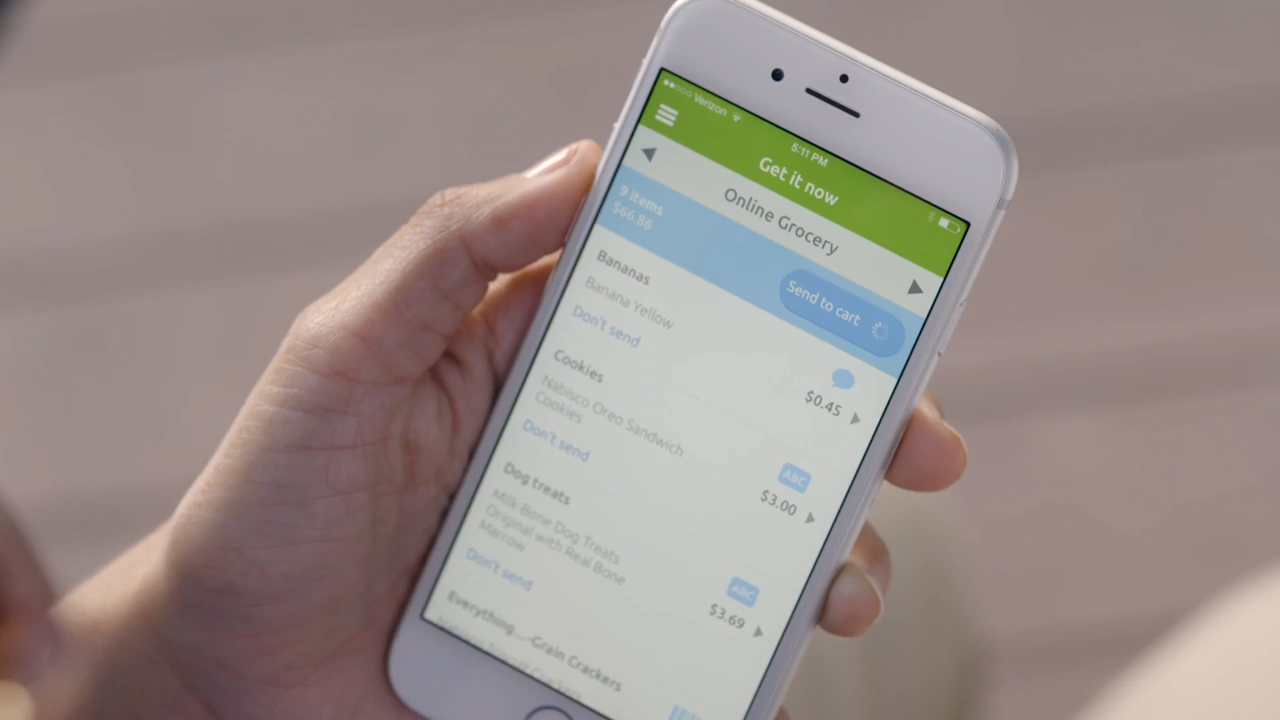 Verizon
5:11 PM
Get it now
Online Grocery
9 items
$66.86
Send to cart
Bananas
Banana Yellow
Don't send
$0.45
Cookies
Nabisco Oreo Sandwich
Cookies
Don't send
ABC
$3.00
Dog treats
Milk-Bone Dog Treats
Original with Real Bone
Marrow
Don't send
ABC
$3.69
Everything...-Grain Crackers